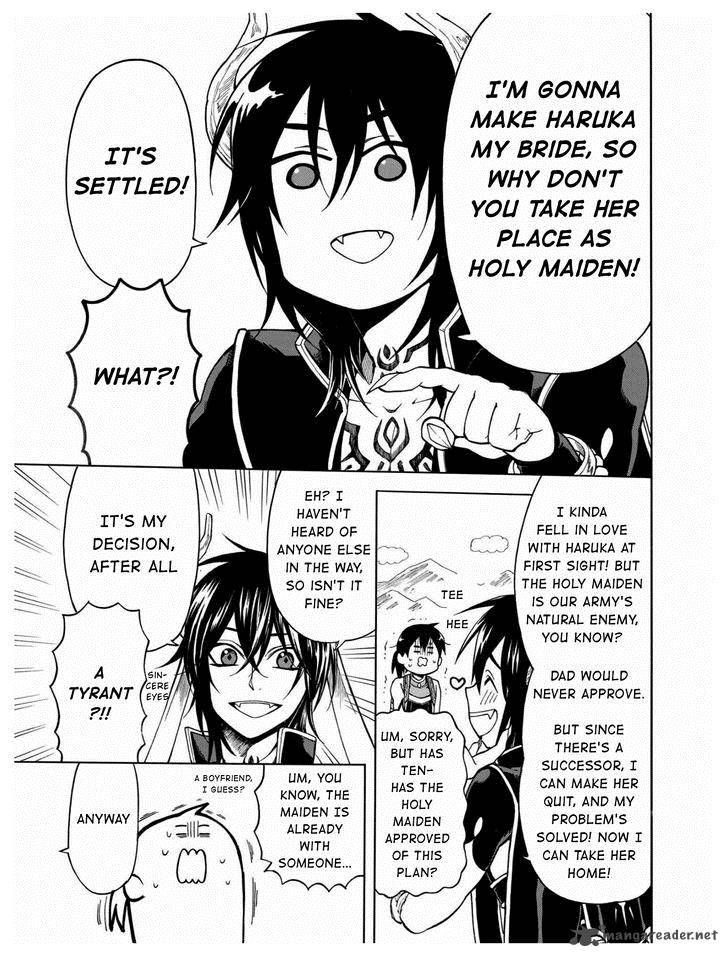 I'M GONNA
MAKE HARUKA
MY BRIDE, SO
WHY DON'T
YOU TAKE HER
PLACE AS
HOLY MAIDEN!
IT'S
SETTLED!
WHAT?!
I KINDA
FELL IN LOVE
WITH HARUKA AT
FIRST SIGHT! BUT
THE HOLY MAIDEN
IS OUR ARMY'S
NATURAL ENEMY,
YOU KNOW?
DAD WOULD
NEVER APPROVE.
BUT SINCE
THERE'S A
SUCCESSOR, I
CAN MAKE HER
QUIT, AND MY
PROBLEM'S
SOLVED! NOW I
CAN TAKE HER
HOME!
TEE
HEE
UM, SORRY,
BUT HAS
TEN-
HAS THE
HOLY
MAIDEN
APPROVED
OF THIS
PLAN?
EH? I
HAVEN'T
HEARD OF
ANYONE ELSE
IN THE WAY,
SO ISN'T IT
FINE?
SIN-
CERE
EYES
IT'S MY
DECISION,
AFTER ALL
A
TYRANT
?!!
UM, YOU
KNOW, THE
MAIDEN IS
ALREADY
WITH
SOMEONE...
A BOYFRIEND,
I GUESS?
ANYWAY
mangareader.net